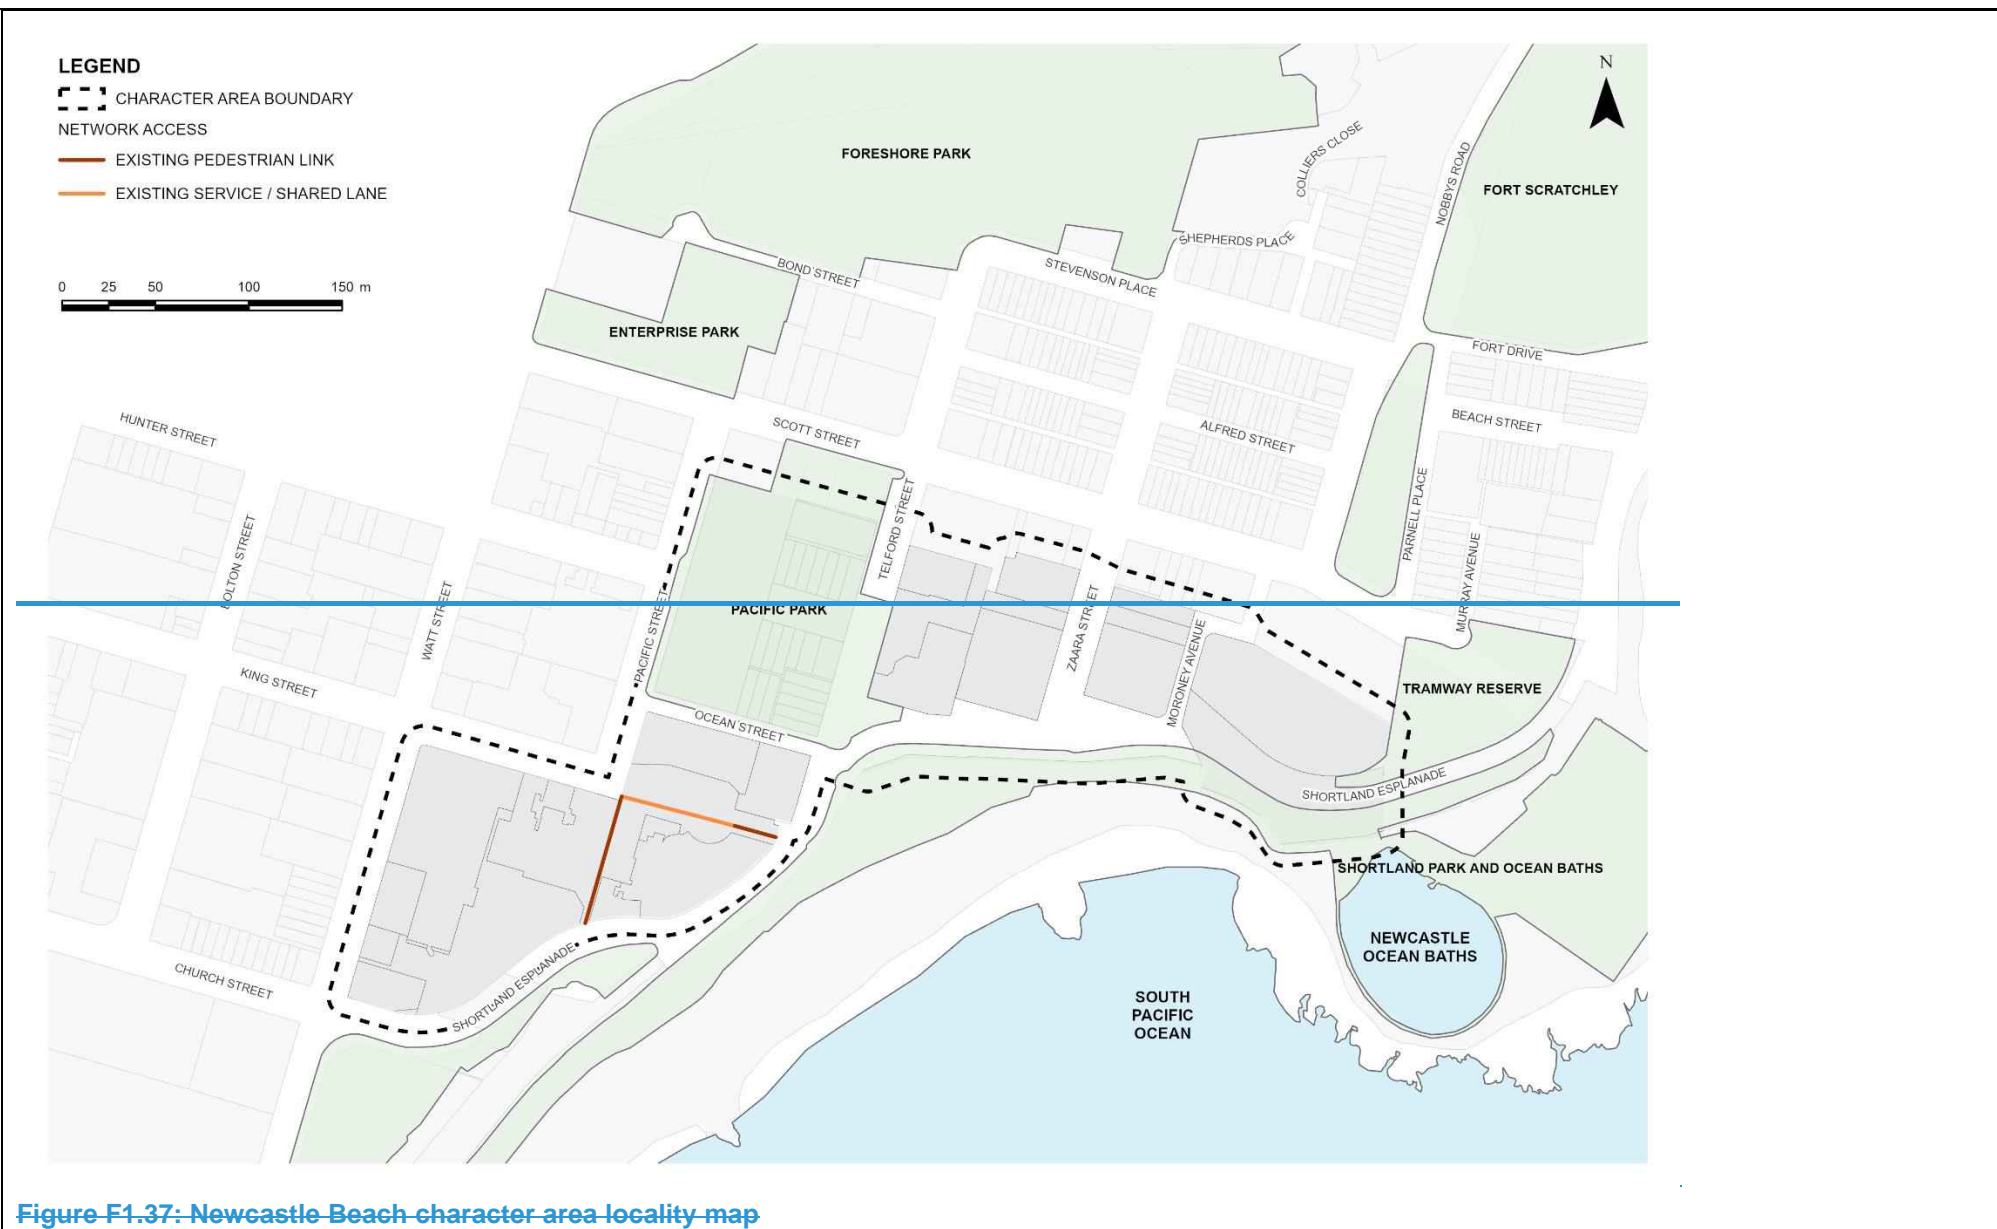 LEGEND
CHARACTER AREA BOUNDARY
NETWORK ACCESS
EXISTING PEDESTRIAN LINK
EXISTING SERVICE / SHARED LANE
0 25 50 100 150 m
N
FORESHORE PARK
COLLIERS CLOSE
NOBBYS ROAD
FORT SCRATCHLEY
SHEPHERDS PLACE
BOND STREET
STEVENSON PLACE
ENTERPRISE PARK
FORT DRIVE
HUNTER STREET
SCOTT STREET
ALFRED STREET
BEACH STREET
BOLTON STREET
WATT STREET
PACIFIC STREET
TELFORD STREET
PARNELL PLACE
MURRAY AVENUE
PACIFIC PARK
ZAARA STREET
MORONEY AVENUE
KING STREET
TRAMWAY RESERVE
OCEAN STREET
SHORTLAND ESPLANADE
SHORTLAND PARK AND OCEAN BATHS
NEWCASTLE
OCEAN BATHS
CHURCH STREET
SHORTLAND ESPLANADE
SOUTH
PACIFIC
OCEAN
Figure F1.37: Newcastle Beach character area locality map